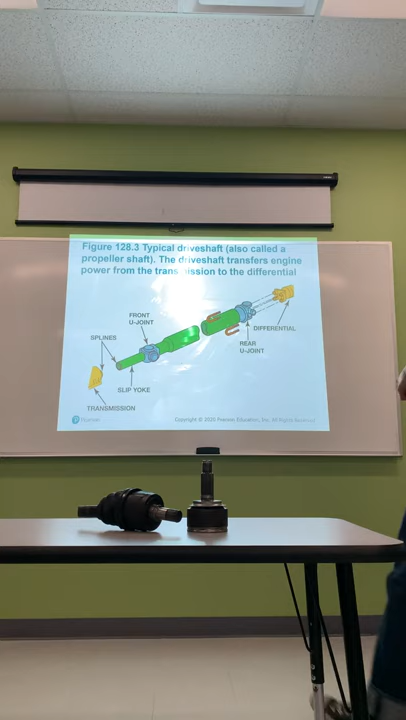 Figure 128.3 Typical driveshaft (also called a
propeller shaft). The driveshaft transfers engine
power from the transmission to the differential
FRONT
U-JOINT
SPLINES
DIFFERENTIAL
REAR
U-JOINT
SLIP YOKE
TRANSMISSION
Pearson
Copyright © 2020 Pearson Education, Inc. All Rights Reserved